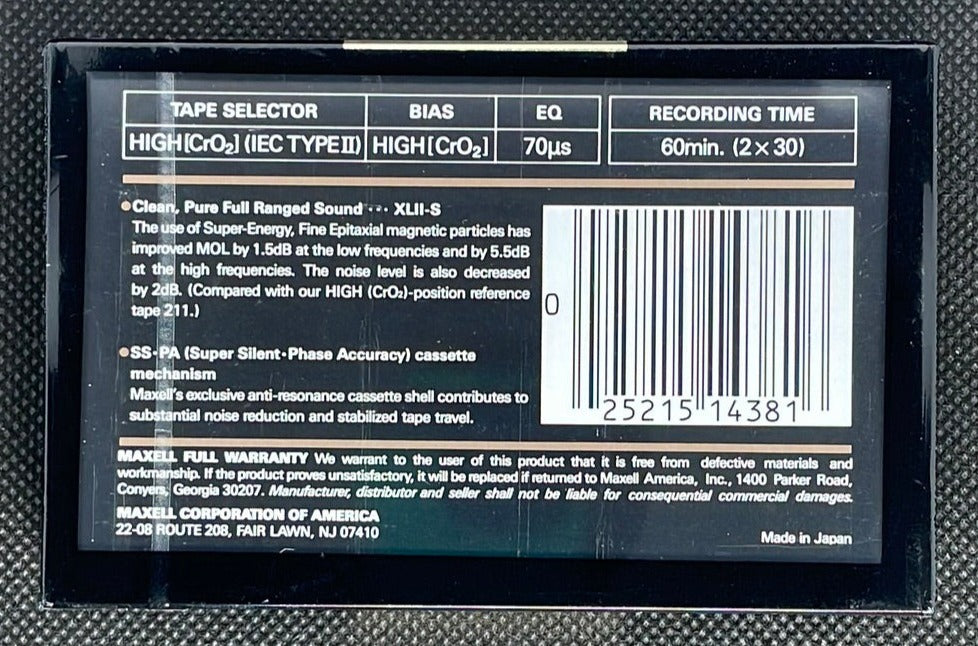 TAPE SELECTOR BIAS EQ RECORDING TIME
HIGH[CrO₂] (IEC TYPE II) HIGH[CrO₂] 70μs 60min. (2×30)
●Clean, Pure Full Ranged Sound ··· XLII-S
The use of Super-Energy, Fine Epitaxial magnetic particles has
improved MOL by 1.5dB at the low frequencies and by 5.5dB
at the high frequencies. The noise level is also decreased
by 2dB. (Compared with our HIGH (CrO₂)-position reference
tape 211.)
●SS·PA (Super Silent·Phase Accuracy) cassette
mechanism
Maxell's exclusive anti-resonance cassette shell contributes to
substantial noise reduction and stabilized tape travel.
0
25215 14381
MAXELL FULL WARRANTY We warrant to the user of this product that it is free from defective materials and
workmanship. If the product proves unsatisfactory, it will be replaced if returned to Maxell America, Inc., 1400 Parker Road,
Conyers, Georgia 30207. Manufacturer, distributor and seller shall not be liable for consequential commercial damages.
MAXELL CORPORATION OF AMERICA
22-08 ROUTE 208, FAIR LAWN, NJ 07410
Made in Japan